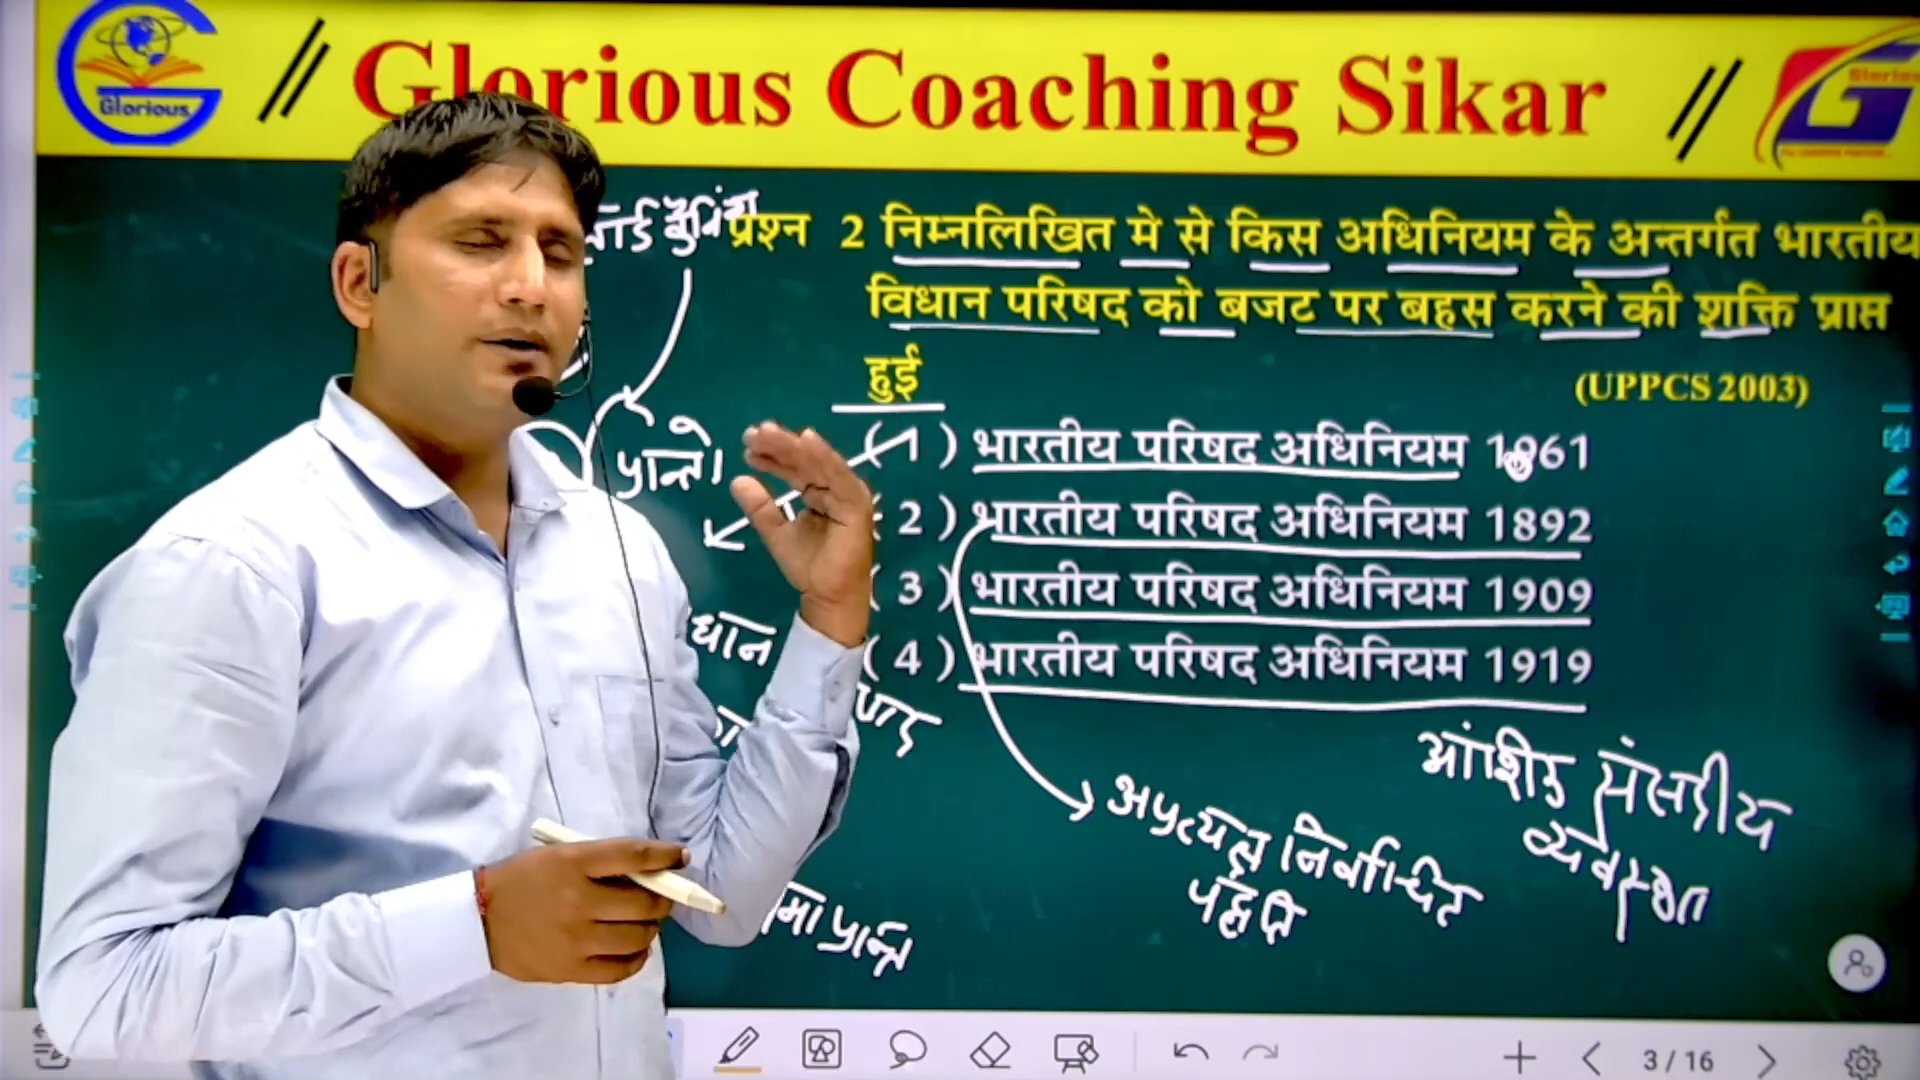 Glorious Coaching Sikar
Glorious
प्रश्न 2 निम्नलिखित मे से किस अधिनियम के अन्तर्गत भारतीय
विधान परिषद को बजट पर बहस करने की शक्ति प्राप्त
हुई
(UPPCS 2003)
(1) भारतीय परिषद अधिनियम 1861
(2) भारतीय परिषद अधिनियम 1892
(3) भारतीय परिषद अधिनियम 1909
(4) भारतीय परिषद अधिनियम 1919
प्रान्तो
धान
आंशिक संसदीय
व्यवस्था
अप्रत्यक्ष निर्वाचन
पद्दति
प्रान्त
3 / 16